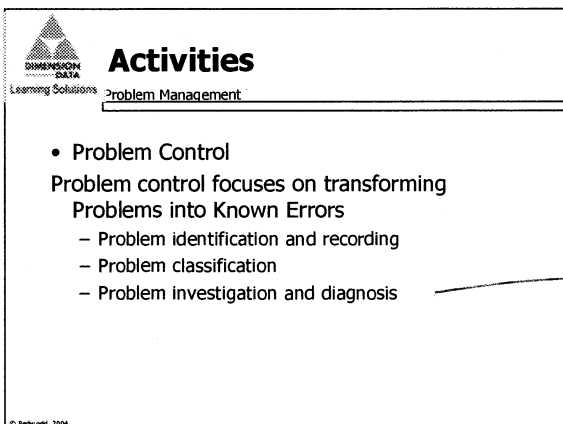 Activities
DIMENSION
DATA
Learning Solutions
Problem Management
• Problem Control
Problem control focuses on transforming
Problems into Known Errors
– Problem identification and recording
– Problem classification
– Problem investigation and diagnosis
© 2004